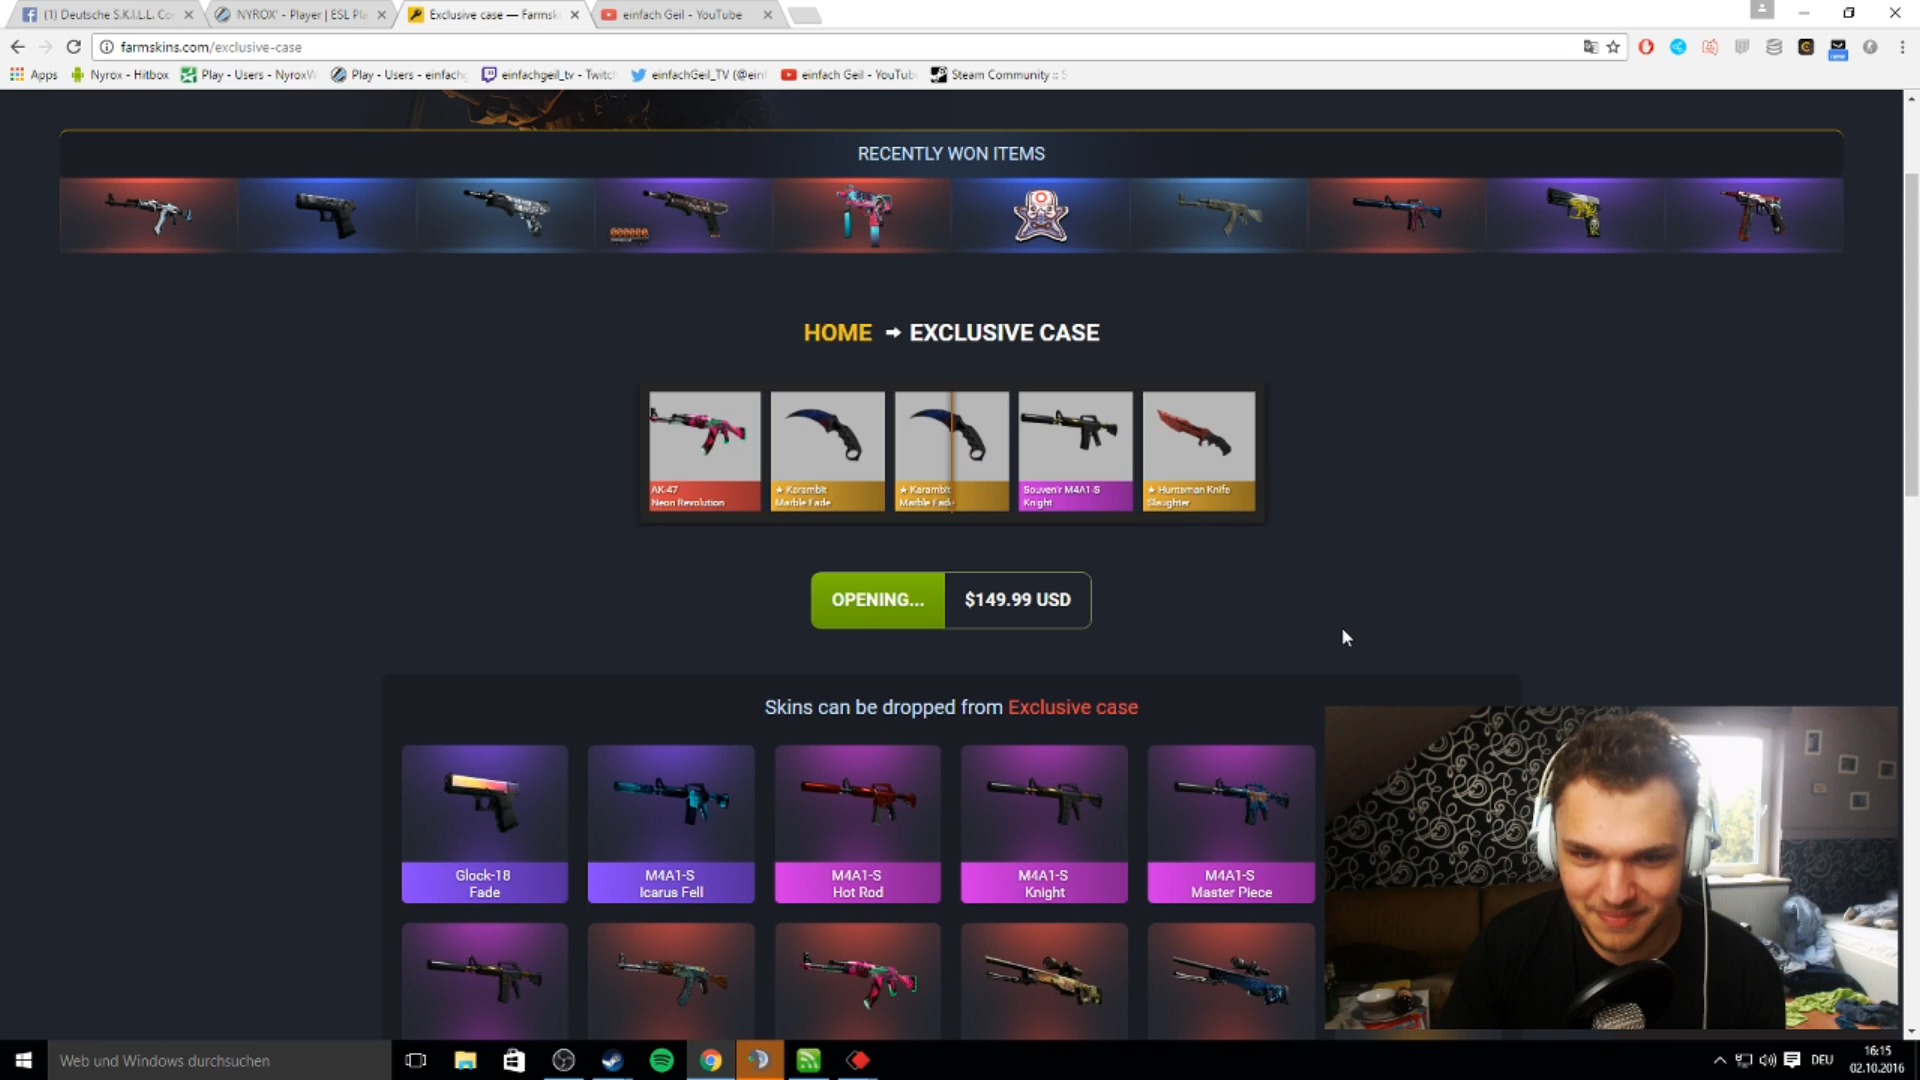 (1) Deutsche S.K.I.L.L. Co
NYROX' - Player | ESL Pla
Exclusive case — Farmsk
einfach Geil - YouTube
farmskins.com/exclusive-case
Apps
Nyrox - Hitbox
Play - Users - NyroxV
Play - Users - einfach
einfachgeil_tv - Twitc
einfachGeil_TV (@ein
einfach Geil - YouTub
Steam Community :: S
RECENTLY WON ITEMS
HOME ➞ EXCLUSIVE CASE
AK-47
Neon Revolution
★ Karambit
Marble Fade
★ Karambit
Marble Fade
Souvenir M4A1-S
Knight
★ Huntsman Knife
Slaughter
OPENING...
$149.99 USD
Skins can be dropped from Exclusive case
Glock-18
Fade
M4A1-S
Icarus Fell
M4A1-S
Hot Rod
M4A1-S
Knight
M4A1-S
Master Piece
Web und Windows durchsuchen
DEU
16:15
02.10.2016